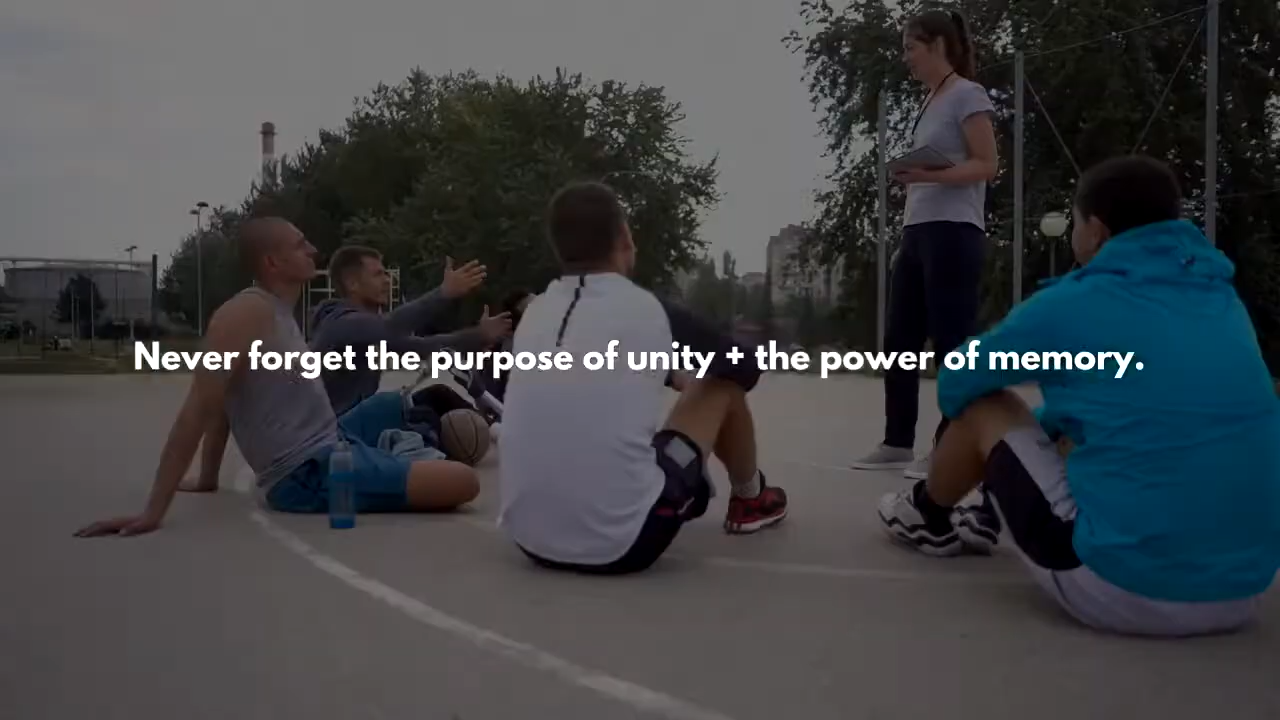 Never forget the purpose of unity + the power of memory.